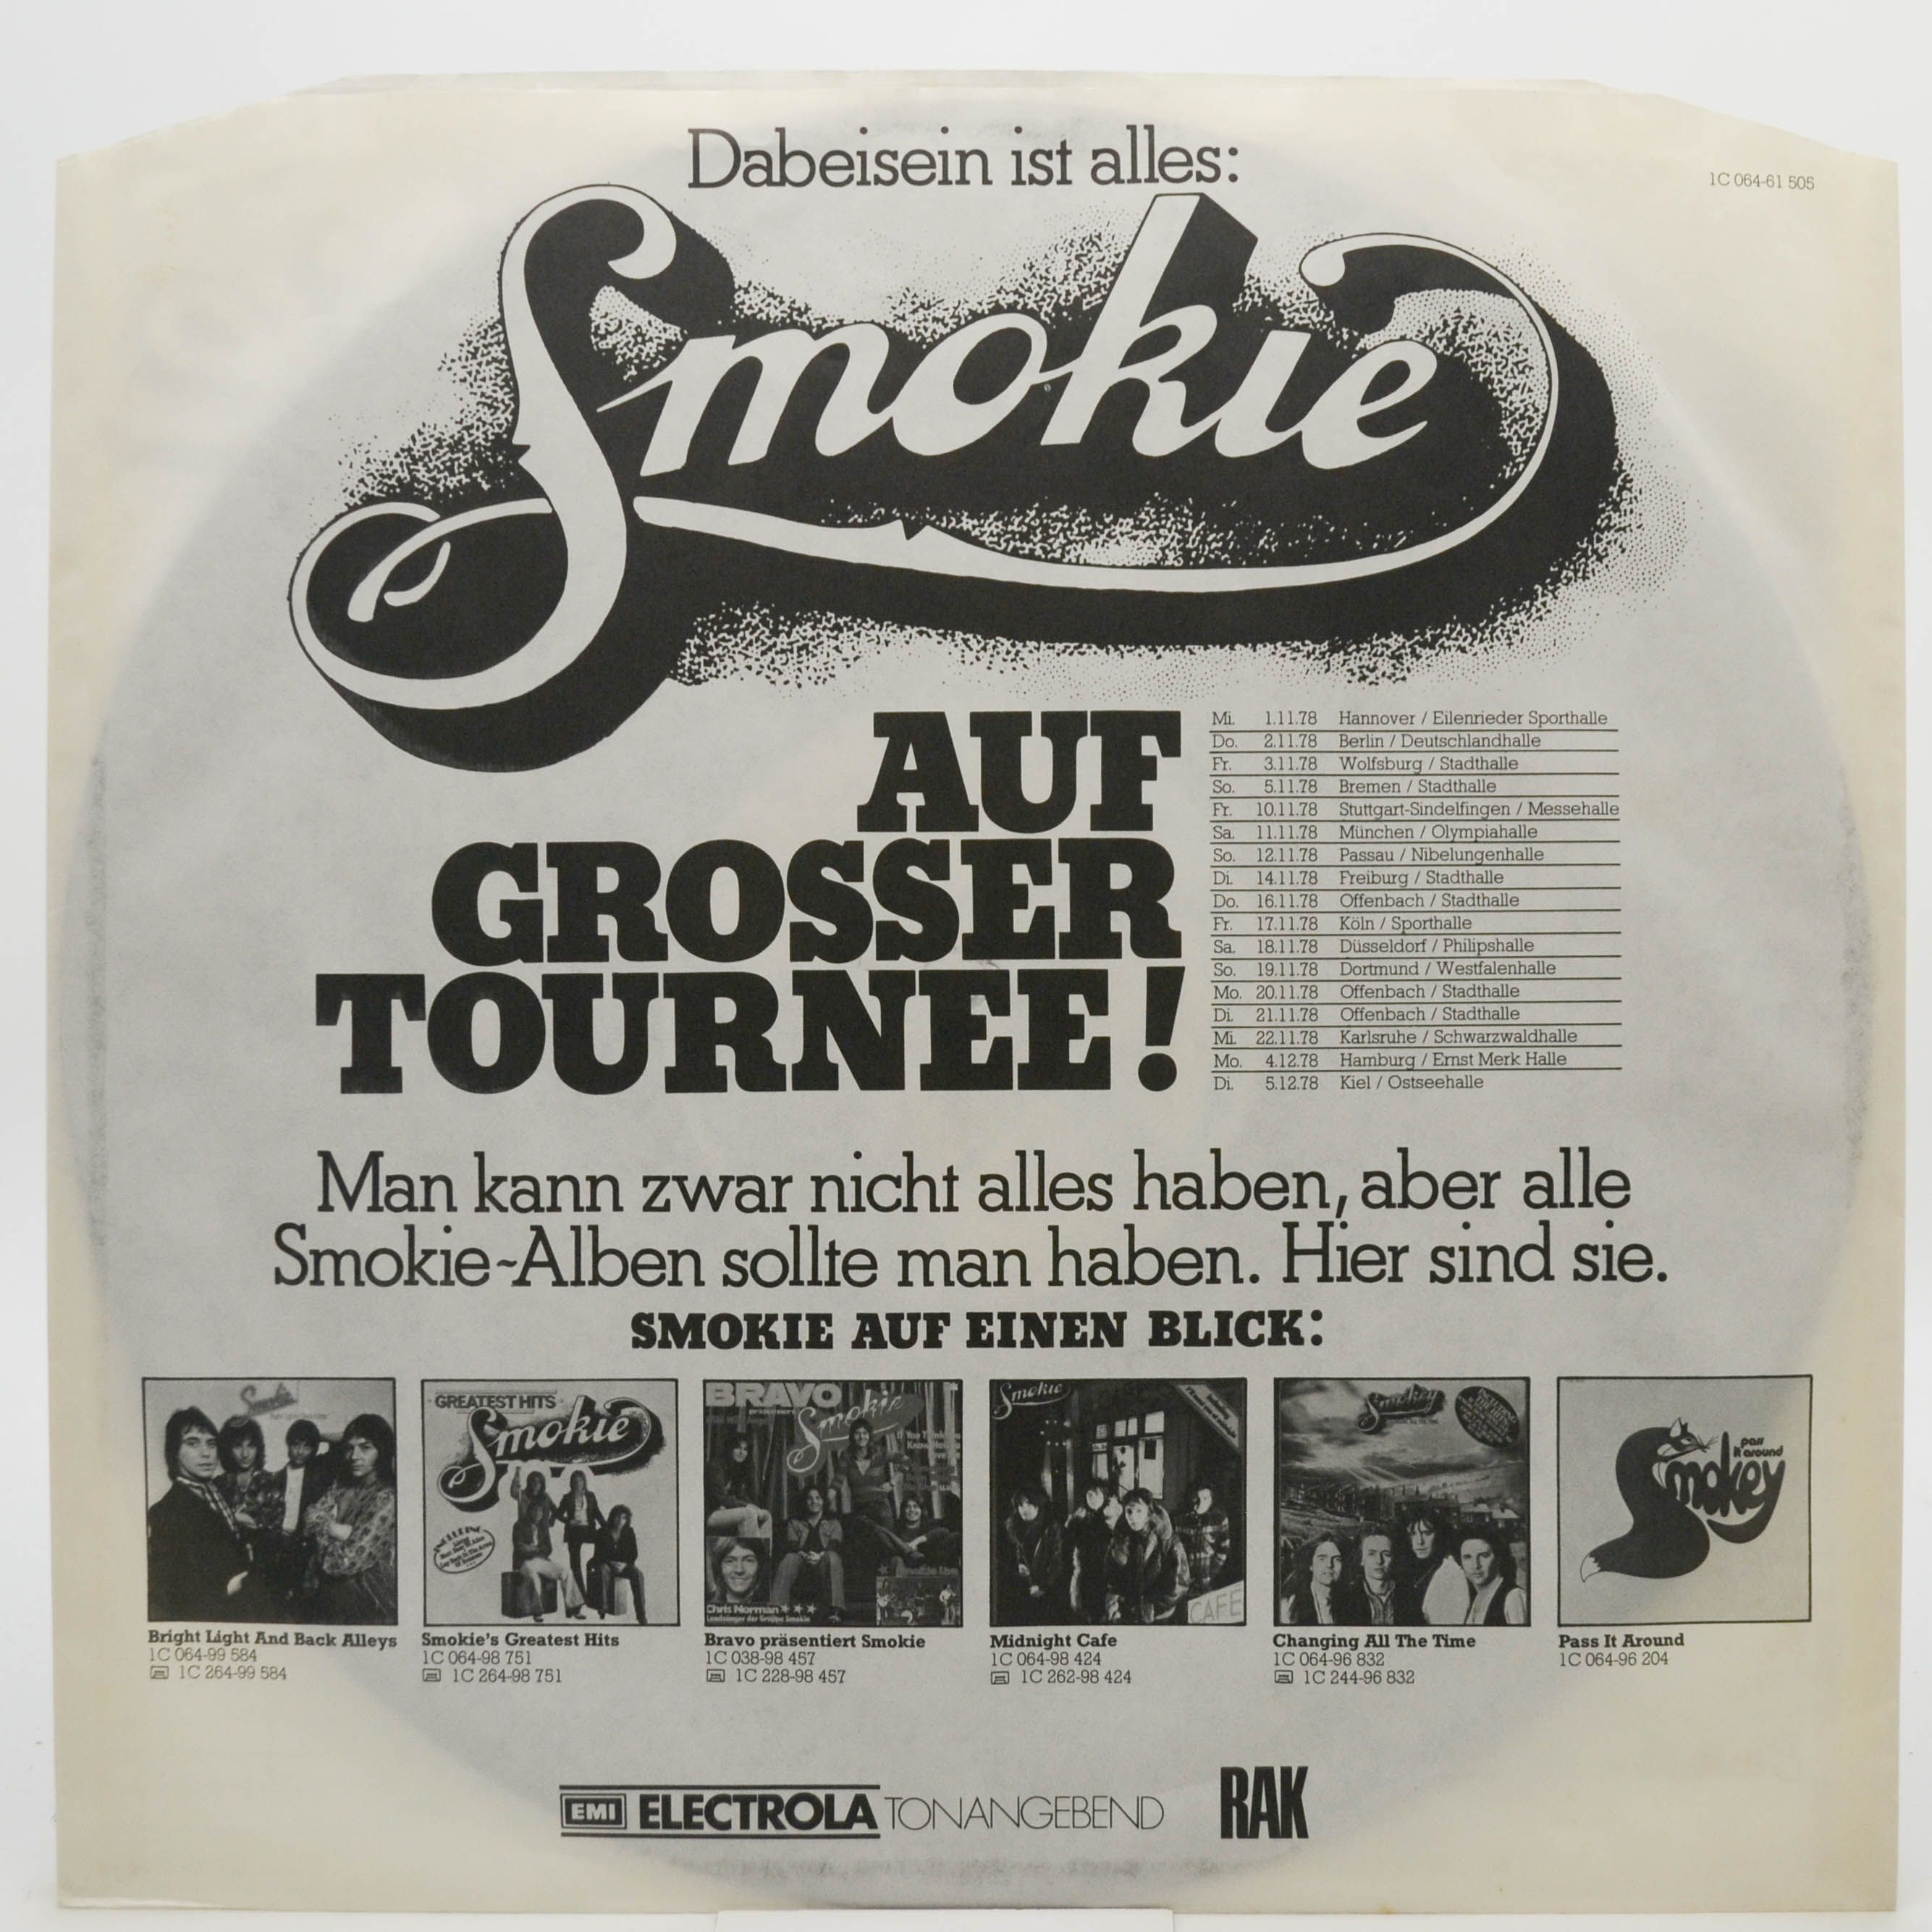 Dabeisein ist alles:
1C 064-61 505
Smokie
AUF
GROSSER
TOURNEE!
Mi. 1.11.78 Hannover / Eilenrieder Sporthalle
Do. 2.11.78 Berlin / Deutschlandhalle
Fr. 3.11.78 Wolfsburg / Stadthalle
So. 5.11.78 Bremen / Stadthalle
Fr. 10.11.78 Stuttgart-Sindelfingen / Messehalle
Sa. 11.11.78 München / Olympiahalle
So. 12.11.78 Passau / Nibelungenhalle
Di. 14.11.78 Freiburg / Stadthalle
Do. 16.11.78 Offenbach / Stadthalle
Fr. 17.11.78 Köln / Sporthalle
Sa. 18.11.78 Düsseldorf / Philipshalle
So. 19.11.78 Dortmund / Westfalenhalle
Mo. 20.11.78 Offenbach / Stadthalle
Di. 21.11.78 Offenbach / Stadthalle
Mi. 22.11.78 Karlsruhe / Schwarzwaldhalle
Mo. 4.12.78 Hamburg / Ernst Merk Halle
Di. 5.12.78 Kiel / Ostseehalle
Man kann zwar nicht alles haben, aber alle
Smokie-Alben sollte man haben. Hier sind sie.
SMOKIE AUF EINEN BLICK:
Smokie
Bright Light And Back Alleys
1C 064-99 584
1C 264-99 584
GREATEST HITS
Smokie
Smokie's Greatest Hits
1C 064-98 751
1C 264-98 751
BRAVO
präsentiert
Smokie
Chris Norman ★★★
Leadsänger der Gruppe Smokie
Bravo präsentiert Smokie
1C 038-98 457
1C 228-98 457
Smokie
CAFE
Midnight Cafe
1C 064-98 424
1C 262-98 424
Smokey
Changing All The Time
1C 064-96 832
1C 244-96 832
pass
it around
Smokey
Pass It Around
1C 064-96 204
EMI ELECTROLA TONANGEBEND
RAK